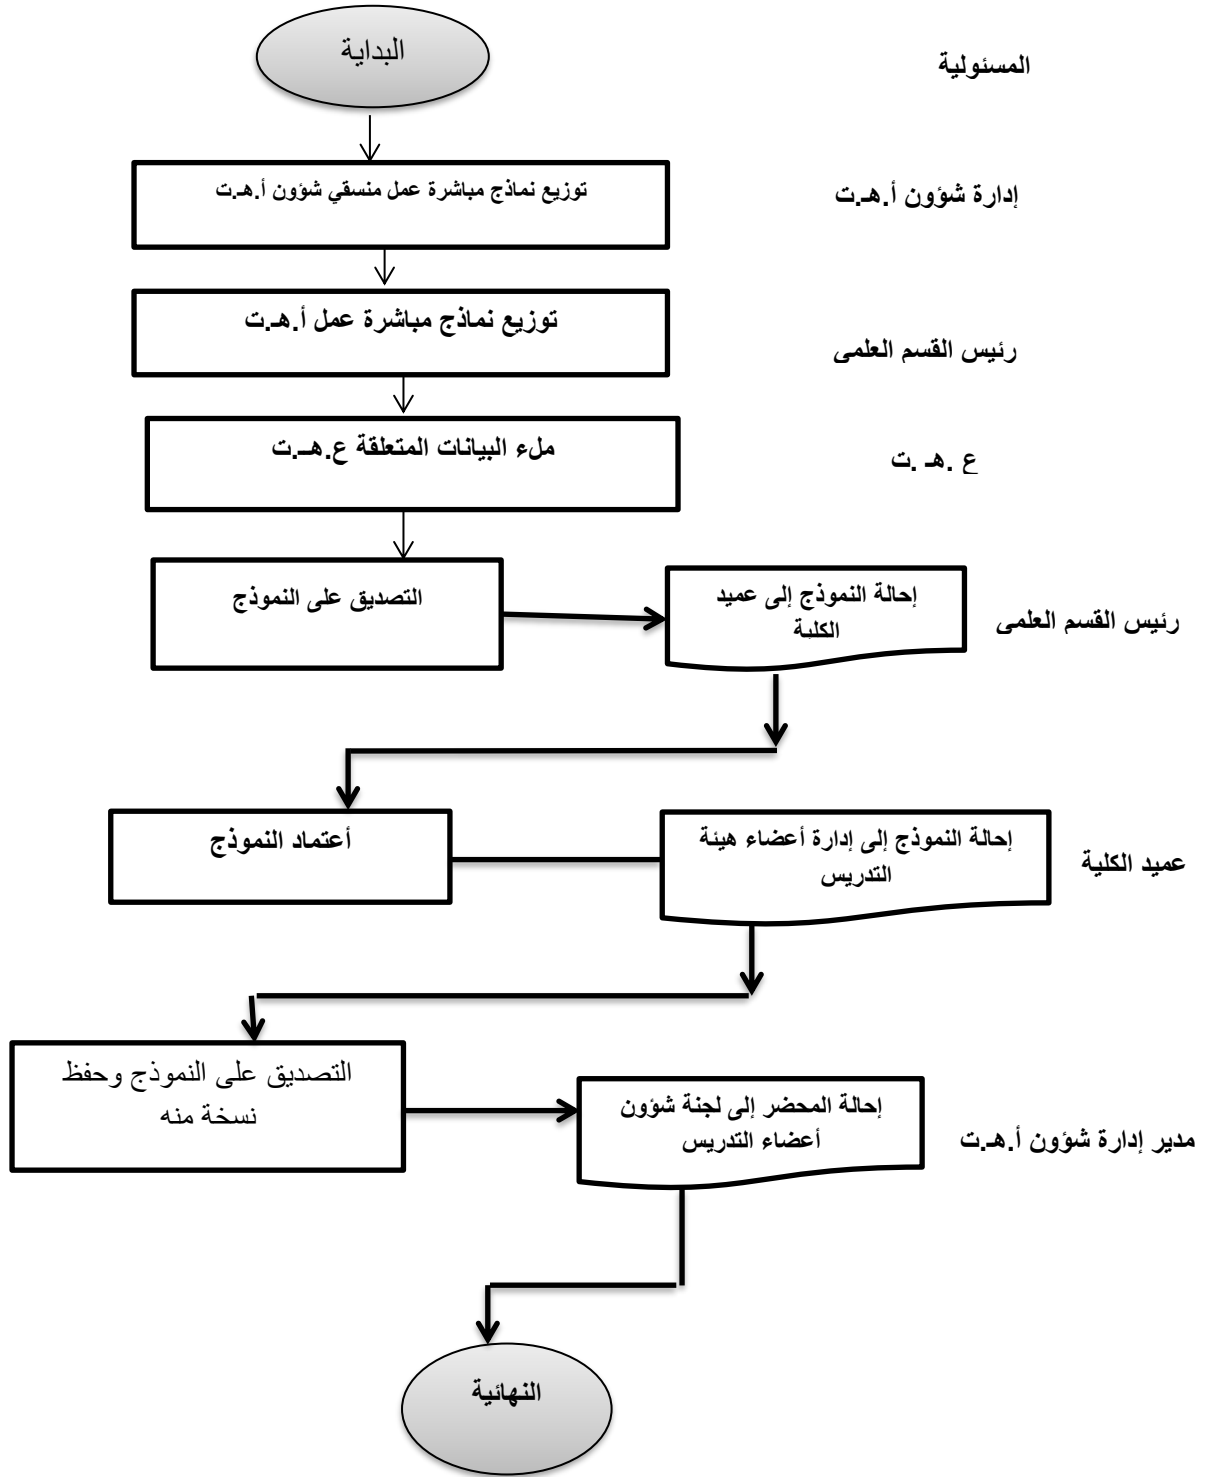 البداية
المسئولية
توزيع نماذج مباشرة عمل منسقي شؤون أ.هـ.ت
إدارة شؤون أ.هـ.ت
توزيع نماذج مباشرة عمل أ.هـ.ت
رئيس القسم العلمى
ملء البيانات المتعلقة ع.هـ.ت
ع .هـ .ت
التصديق على النموذج
إحالة النموذج إلى عميد
الكلية
رئيس القسم العلمى
أعتماد النموذج
إحالة النموذج إلى إدارة أعضاء هيئة
التدريس
عميد الكلية
التصديق على النموذج وحفظ
نسخة منه
إحالة المحضر إلى لجنة شؤون
أعضاء التدريس
مدير إدارة شؤون أ.هـ.ت
النهائية